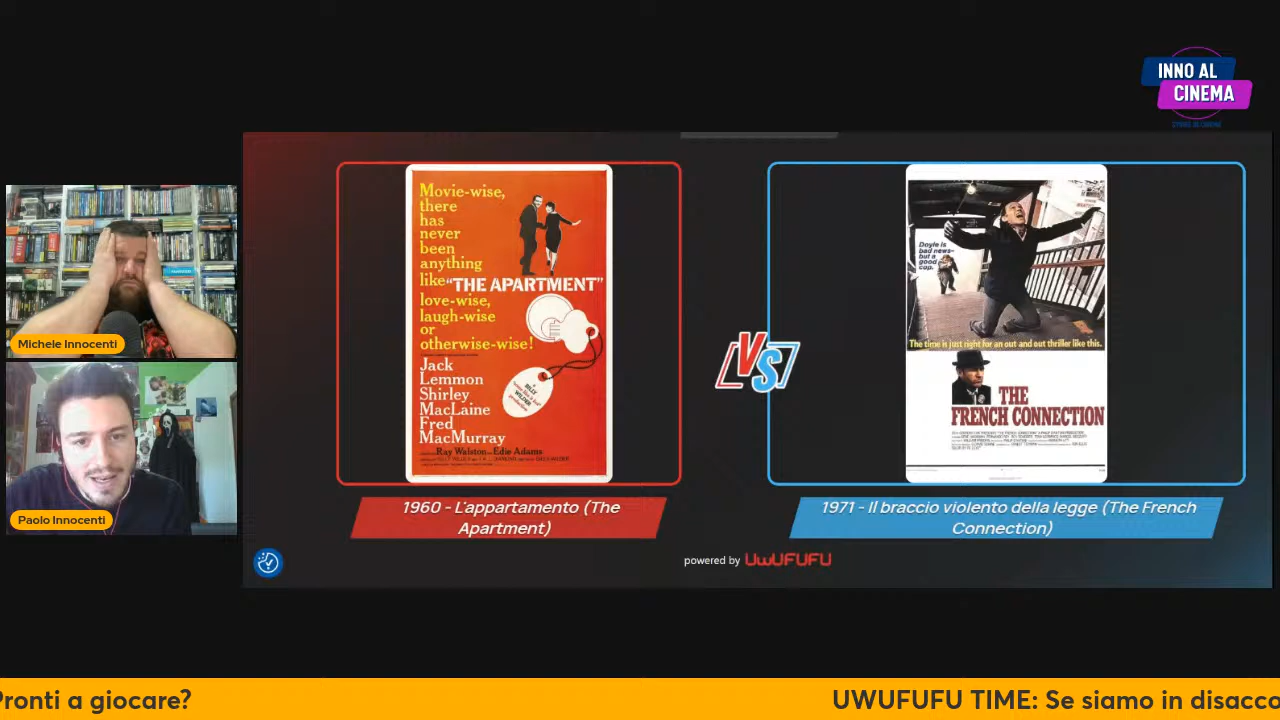 INNO AL
CINEMA
Movie-wise,
there
has
never
been
anything
like "THE APARTMENT"
love-wise,
laugh-wise
or
otherwise-wise!
Jack
Lemmon
Shirley
MacLaine
Fred
MacMurray
Ray Walston Edie Adams
BILLY
WILDER
Doyle is
bad news-
but a
good
cop.
The time is just right for an out and out thriller like this.
THE
FRENCH CONNECTION
VS
Michele Innocenti
Paolo Innocenti
1960 - L'appartamento (The
Apartment)
1971 - Il braccio violento della legge (The French
Connection)
powered by UwUFUFU
Pronti a giocare?
UWUFUFU TIME: Se siamo in disacco